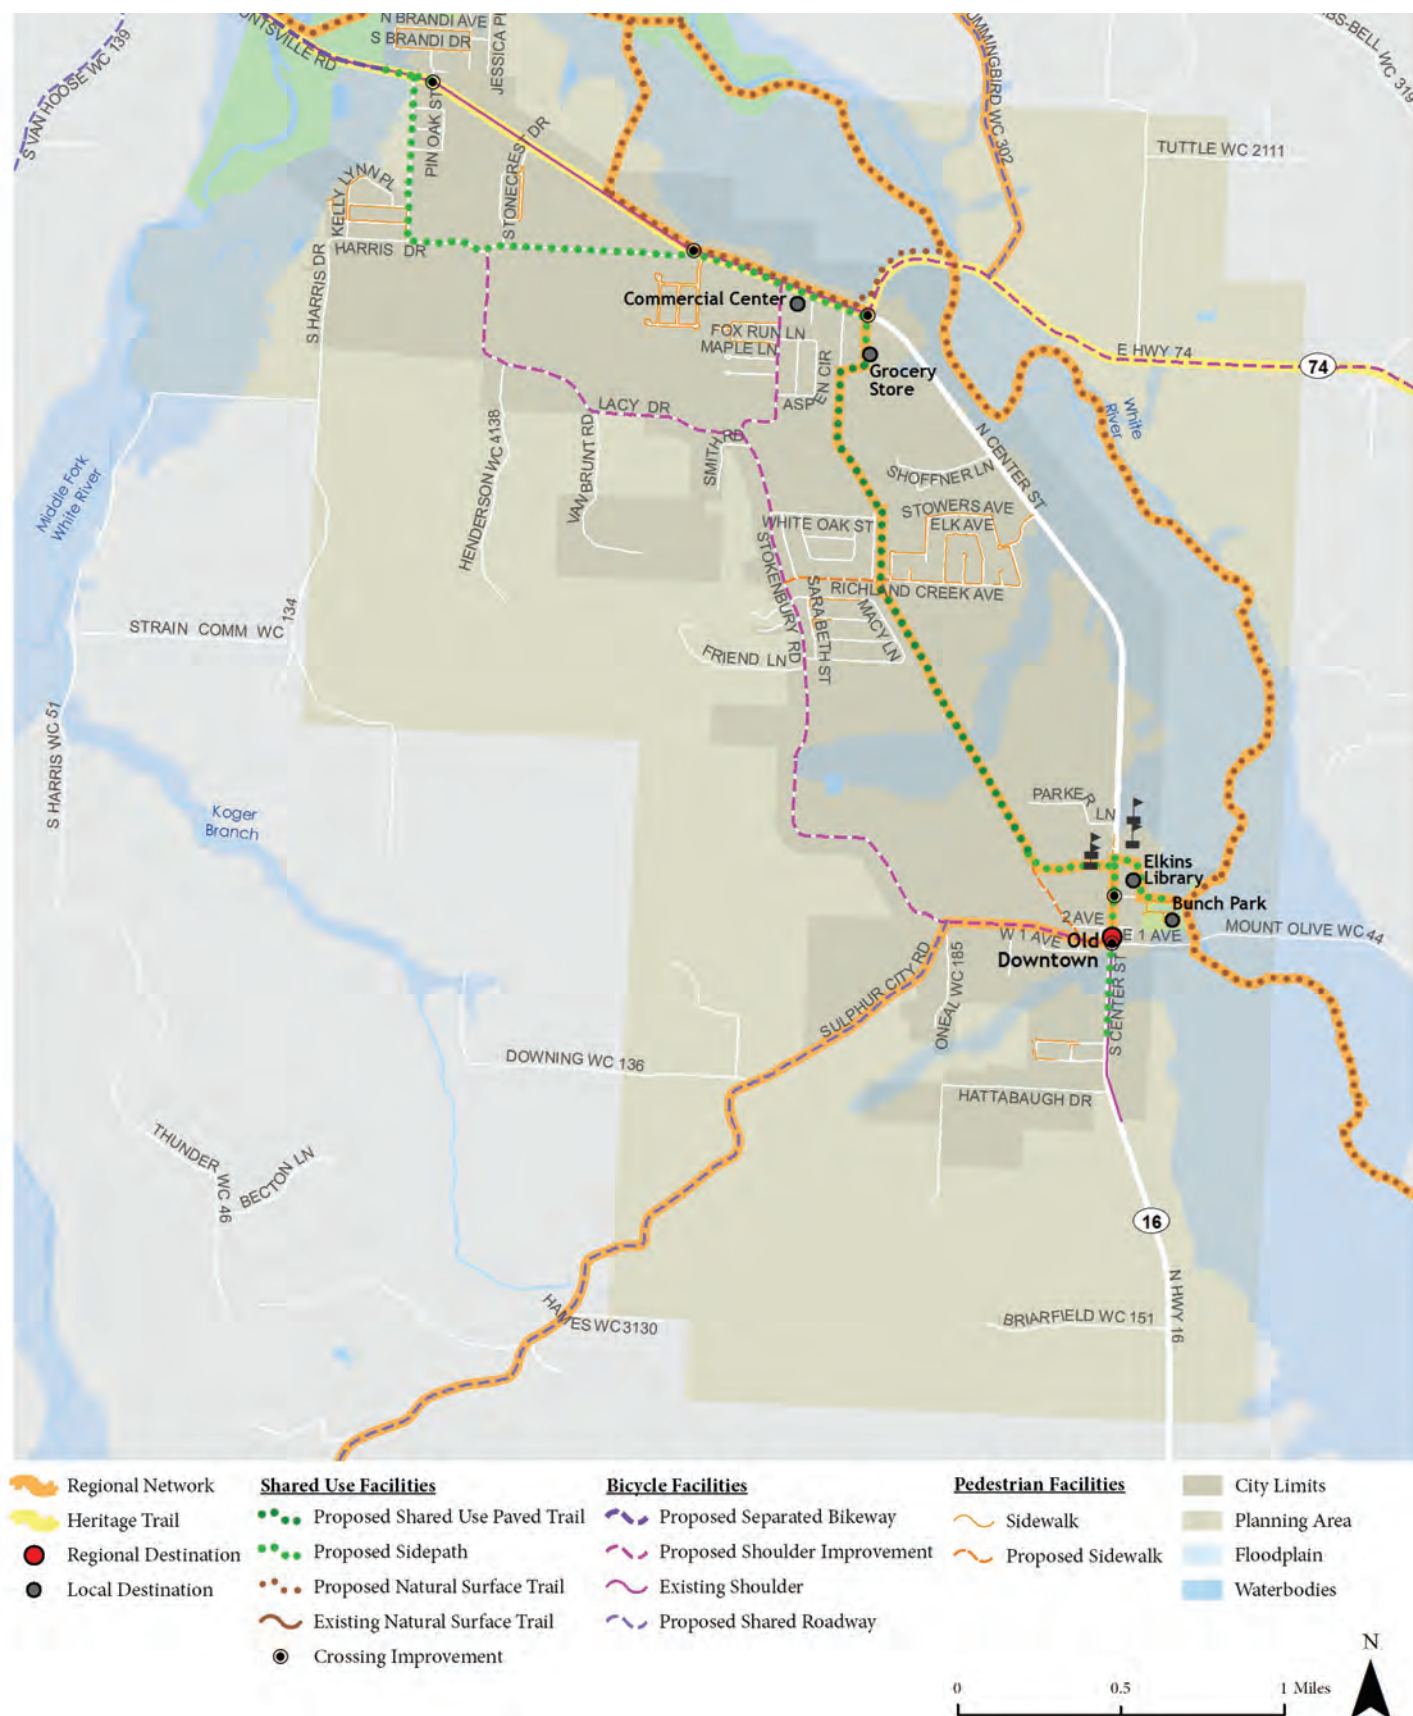 N BRANDI AVE
S BRANDI DR
JESSICA
S VAN HOOSE WC 139
TUTTLE WC 2111
PIN OAK ST
STONECREST DR
KELLY LYNN PL
HARRIS DR
S HARRIS DR
Commercial Center
FOX RUN LN
MAPLE LN
E HWY 74
74
Grocery
Store
White
River
LACY DR
SMITH RD
N CENTER ST
SHOFFNER LN
STOWERS AVE
ELK AVE
HENDERSON WC 4138
VAN BRUNT RD
Middle Fork
White River
WHITE OAK ST
STOKENBURY RD
RICHLAND CREEK AVE
SARABETH ST
MACY LN
FRIEND LN
STRAIN COMM WC
134
S HARRIS WC 51
Koger
Branch
PARKER LN
Elkins
Library
Bunch Park
2 AVE
W 1 AVE
E 1 AVE
MOUNT OLIVE WC 44
Old
Downtown
S CENTER ST
ONEAL WC 185
SULPHUR CITY RD
DOWNING WC 136
HATTABAUGH DR
THUNDER WC 46
BECTON LN
16
N HWY 16
BRIARFIELD WC 151
WC 3130
Regional Network
Heritage Trail
Regional Destination
Local Destination
Shared Use Facilities
Proposed Shared Use Paved Trail
Proposed Sidepath
Proposed Natural Surface Trail
Existing Natural Surface Trail
Crossing Improvement
Bicycle Facilities
Proposed Separated Bikeway
Proposed Shoulder Improvement
Existing Shoulder
Proposed Shared Roadway
Pedestrian Facilities
Sidewalk
Proposed Sidewalk
City Limits
Planning Area
Floodplain
Waterbodies
N
0 0.5 1 Miles